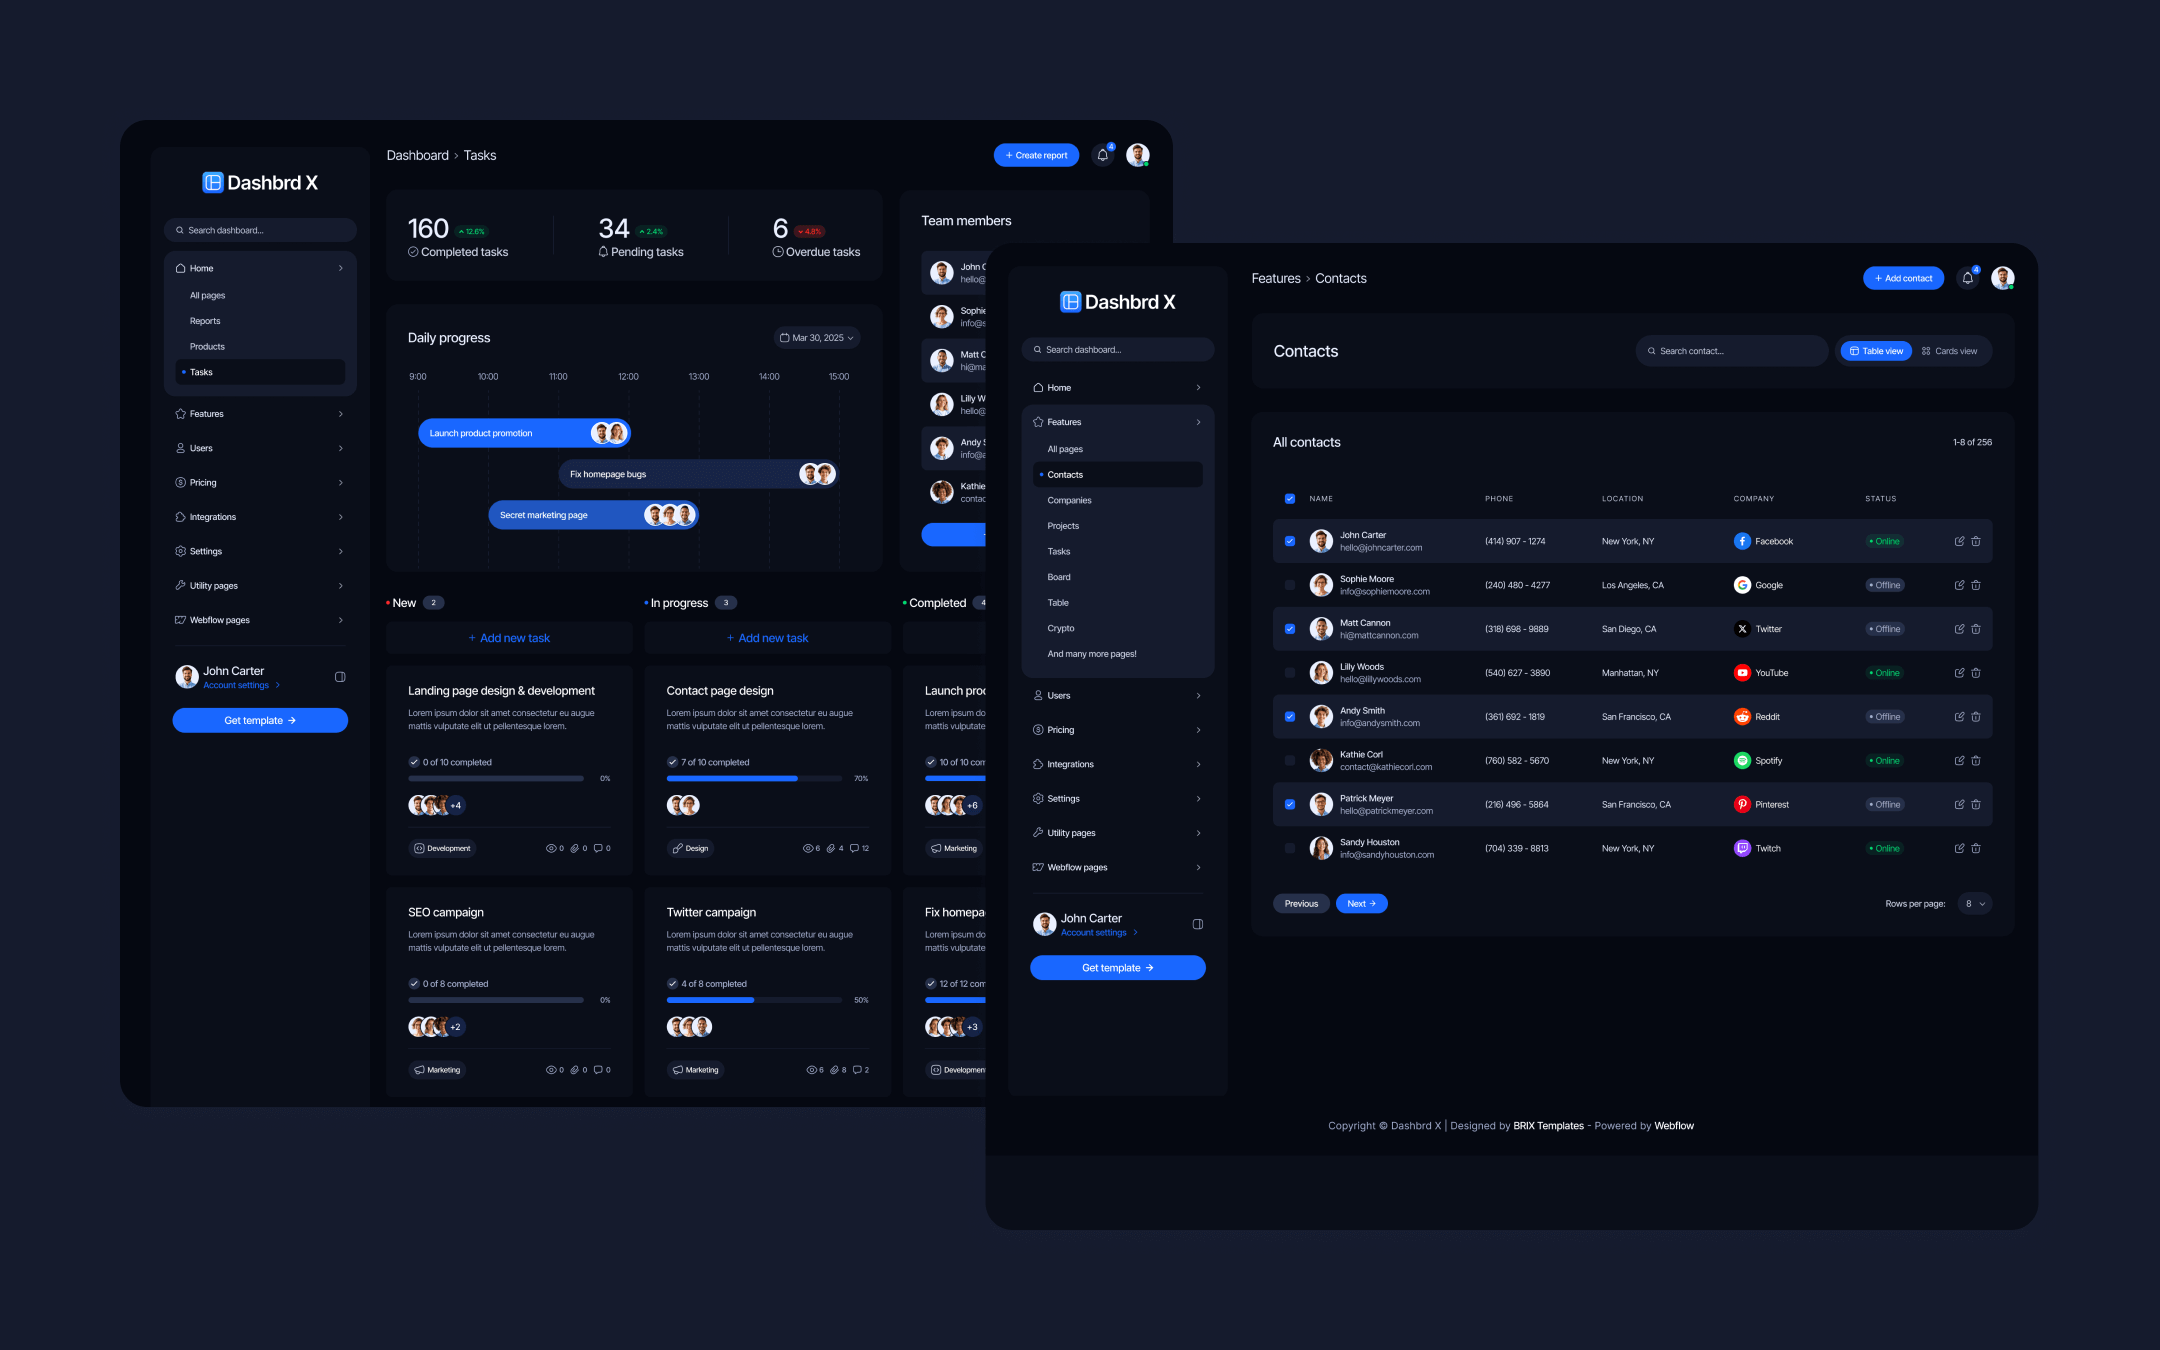 Dashbrd X
Search dashboard...
Home
All pages
Reports
Products
Tasks
Features
Users
Pricing
Integrations
Settings
Utility pages
Webflow pages
John Carter
Account settings
Get template
Dashboard > Tasks
+ Create report
4
160
12.6%
Completed tasks
34
2.4%
Pending tasks
6
4.8%
Overdue tasks
Daily progress
Mar 30, 2025
9:00 10:00 11:00 12:00 13:00 14:00 15:00
Launch product promotion
Fix homepage bugs
Secret marketing page
Team members
John C
hello@
Sophie
info@s
Matt C
hi@ma
Lilly W
hello@
Andy S
info@a
Kathie
contac
New 2
+ Add new task
Landing page design & development
Lorem ipsum dolor sit amet consectetur eu augue
mattis vulputate elit ut pellentesque lorem.
0 of 10 completed
0%
+4
Development
0 0 0
SEO campaign
Lorem ipsum dolor sit amet consectetur eu augue
mattis vulputate elit ut pellentesque lorem.
0 of 8 completed
0%
+2
Marketing
0 0 0
In progress 3
+ Add new task
Contact page design
Lorem ipsum dolor sit amet consectetur eu augue
mattis vulputate elit ut pellentesque lorem.
7 of 10 completed
70%
Design
6 4 12
Twitter campaign
Lorem ipsum dolor sit amet consectetur eu augue
mattis vulputate elit ut pellentesque lorem.
4 of 8 completed
50%
Marketing
6 8 2
Completed 4
Launch proc
Lorem ipsum do
mattis vulputate
10 of 10 com
+6
Marketing
Fix homepa
Lorem ipsum do
mattis vulputate
12 of 12 com
+3
Developmen
Dashbrd X
Search dashboard...
Home
Features
All pages
Contacts
Companies
Projects
Tasks
Board
Table
Crypto
And many more pages!
Users
Pricing
Integrations
Settings
Utility pages
Webflow pages
John Carter
Account settings
Get template
Features > Contacts
+ Add contact
4
Contacts
Search contact...
Table view
Cards view
All contacts
1-8 of 256
NAME PHONE LOCATION COMPANY STATUS
John Carter
hello@johncarter.com
(414) 907 - 1274
New York, NY
Facebook
Online
Sophie Moore
info@sophiemoore.com
(240) 480 - 4277
Los Angeles, CA
Google
Offline
Matt Cannon
hi@mattcannon.com
(318) 698 - 9889
San Diego, CA
Twitter
Offline
Lilly Woods
hello@lillywoods.com
(540) 627 - 3890
Manhattan, NY
YouTube
Online
Andy Smith
info@andysmith.com
(361) 692 - 1819
San Francisco, CA
Reddit
Offline
Kathie Corl
contact@kathiecorl.com
(760) 582 - 5670
New York, NY
Spotify
Online
Patrick Meyer
hello@patrickmeyer.com
(216) 496 - 5864
San Francisco, CA
Pinterest
Offline
Sandy Houston
info@sandyhouston.com
(704) 339 - 8813
New York, NY
Twitch
Online
Previous
Next
Rows per page: 8
Copyright © Dashbrd X | Designed by BRIX Templates - Powered by Webflow